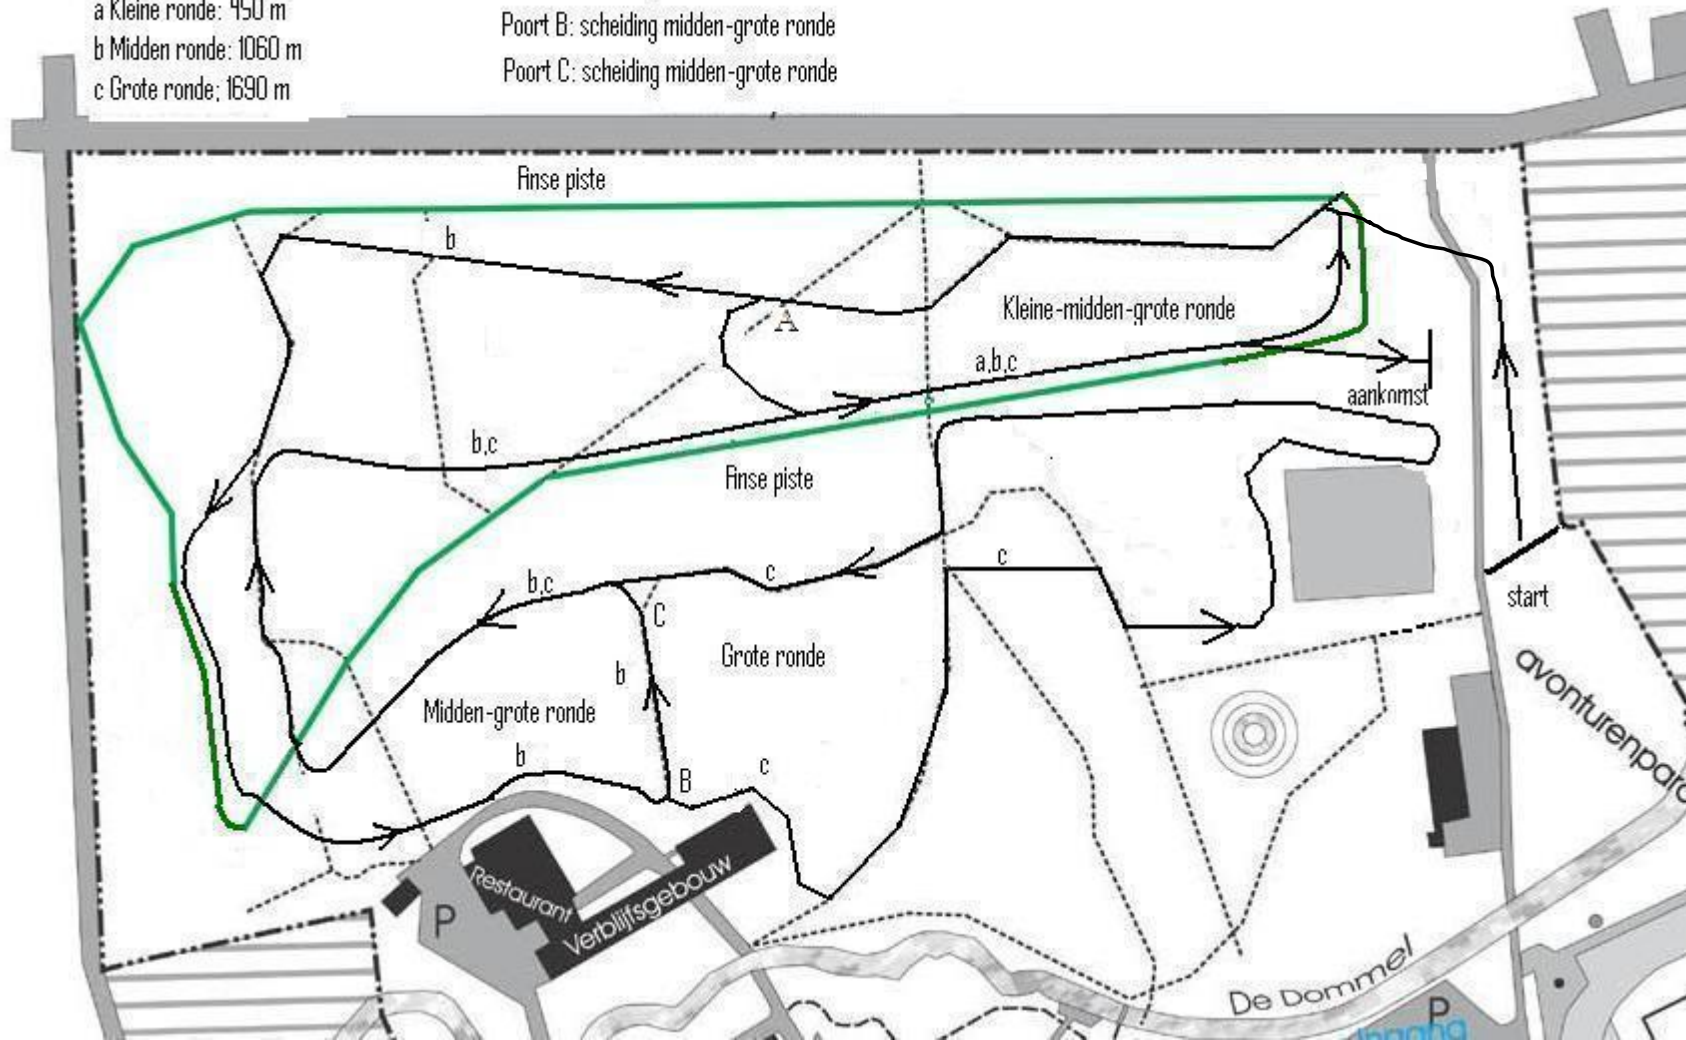 a Kleine ronde: 450 m
b Midden ronde: 1060 m
c Grote ronde; 1690 m
Poort B: scheiding midden-grote ronde
Poort C: scheiding midden-grote ronde
Finse piste
b
A
Kleine-midden-grote ronde
a,b,c
aankomst
b,c
Finse piste
c
c
b,c
start
C
Grote ronde
b
avonturenparc
Midden-grote ronde
b
B
c
Restaurant
Verblijfsgebouw
P
De Dommel
P
Ingang